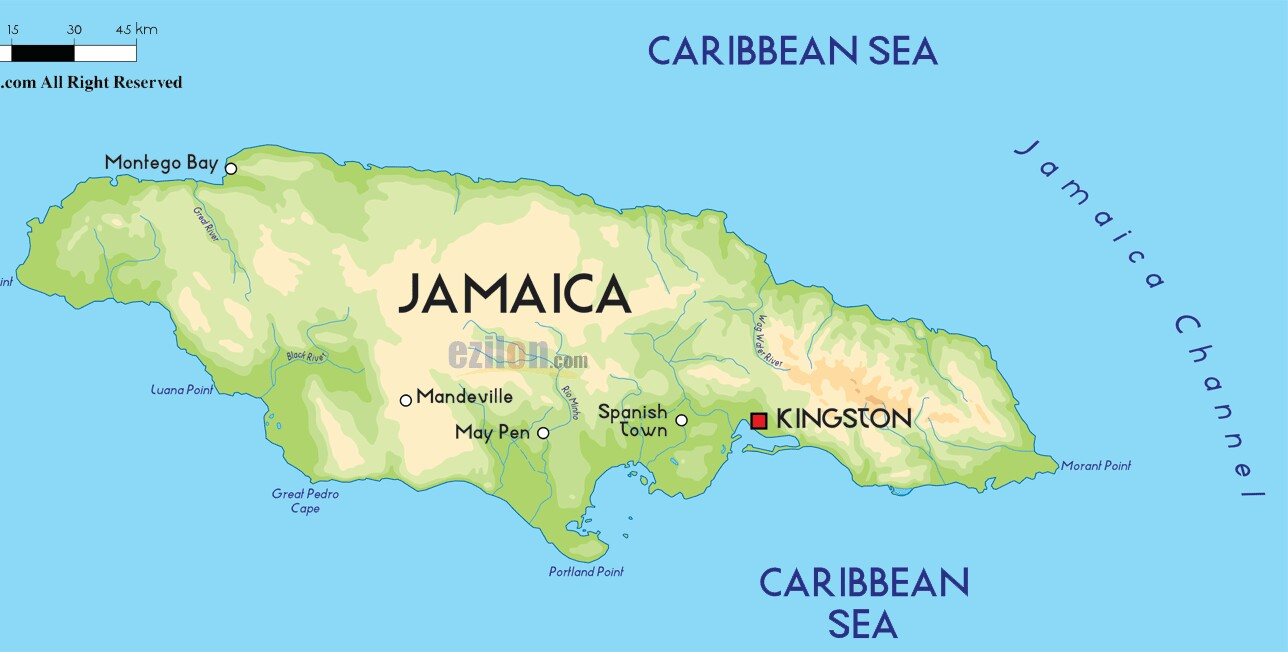 15 30 45 km
.com All Right Reserved
CARIBBEAN SEA
Jamaica Channel
Montego Bay
Great River
int
JAMAICA
ezilon.com
Wag Water River
Black River
Luana Point
Mandeville
Rio Minho
May Pen
Spanish
Town
KINGSTON
Morant Point
Great Pedro
Cape
Portland Point
CARIBBEAN
SEA